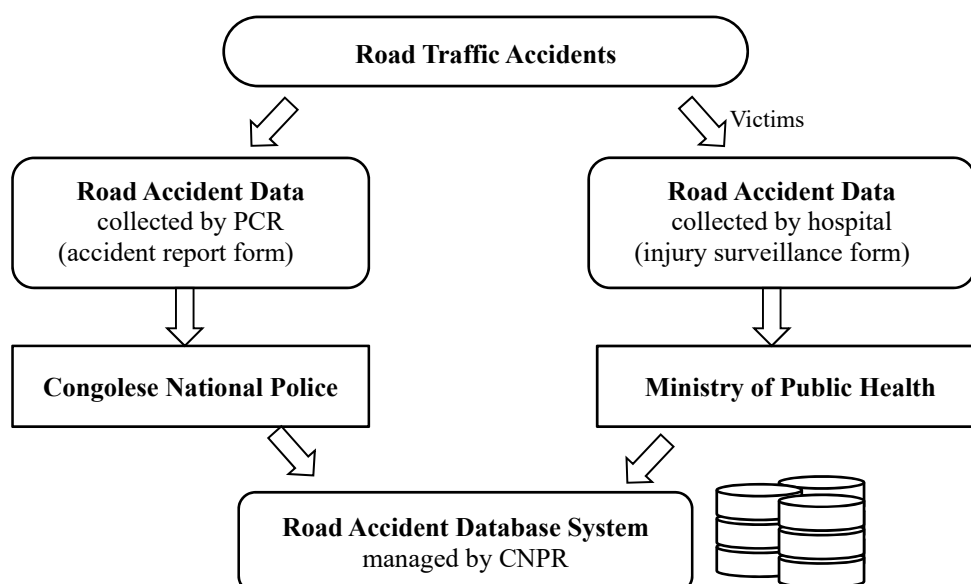 Road Traffic Accidents
Victims
Road Accident Data
collected by PCR
(accident report form)
Road Accident Data
collected by hospital
(injury surveillance form)
Congolese National Police
Ministry of Public Health
Road Accident Database System
managed by CNPR